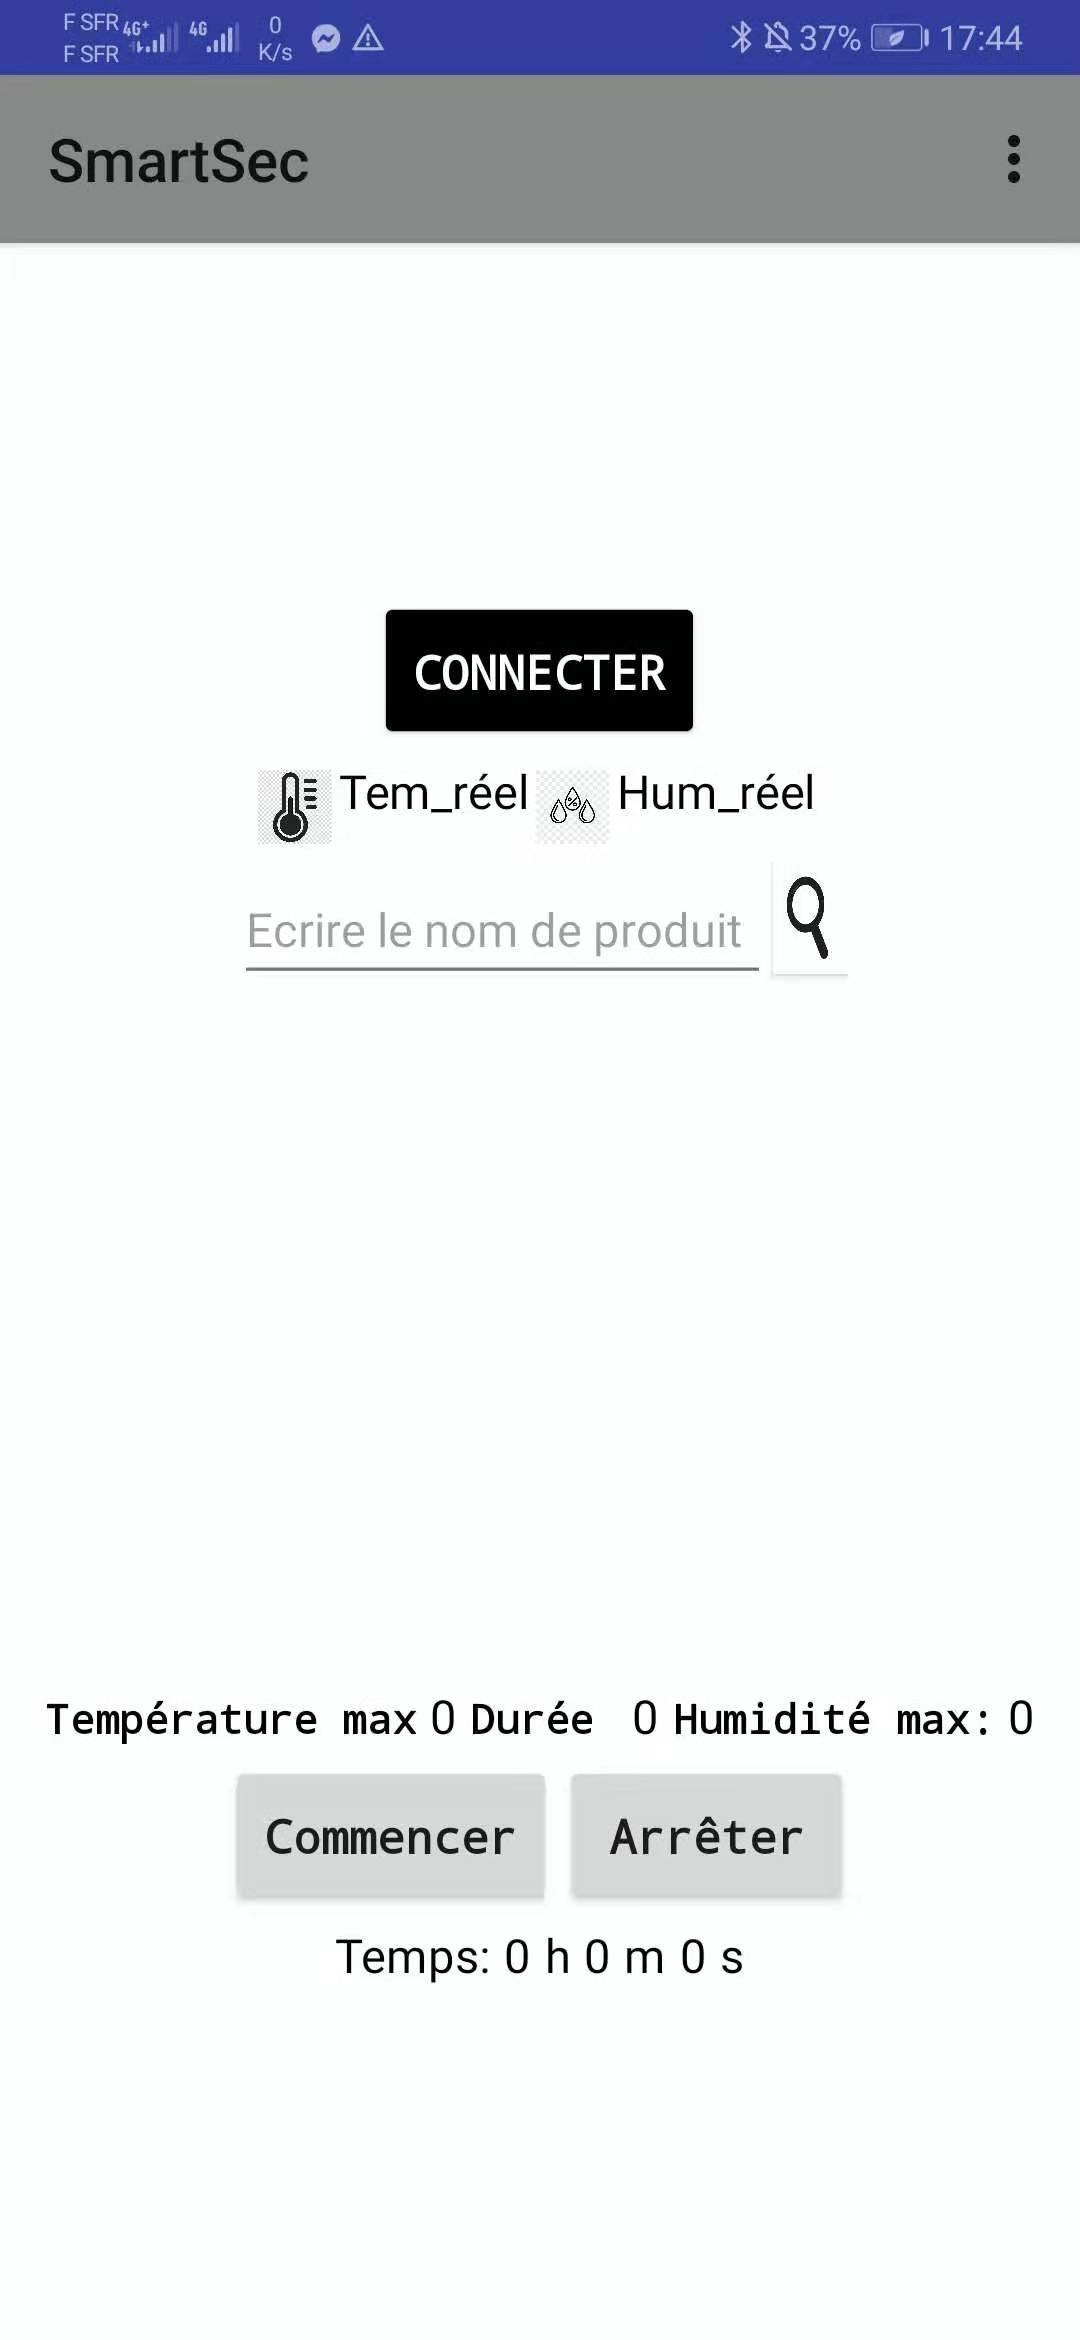 F SFR 4G+ 4G 0 37% 17:44
F SFR K/s
SmartSec
CONNECTER
Tem_réel Hum_réel
Ecrire le nom de produit
Température max 0 Durée 0 Humidité max: 0
Commencer Arrêter
Temps: 0 h 0 m 0 s